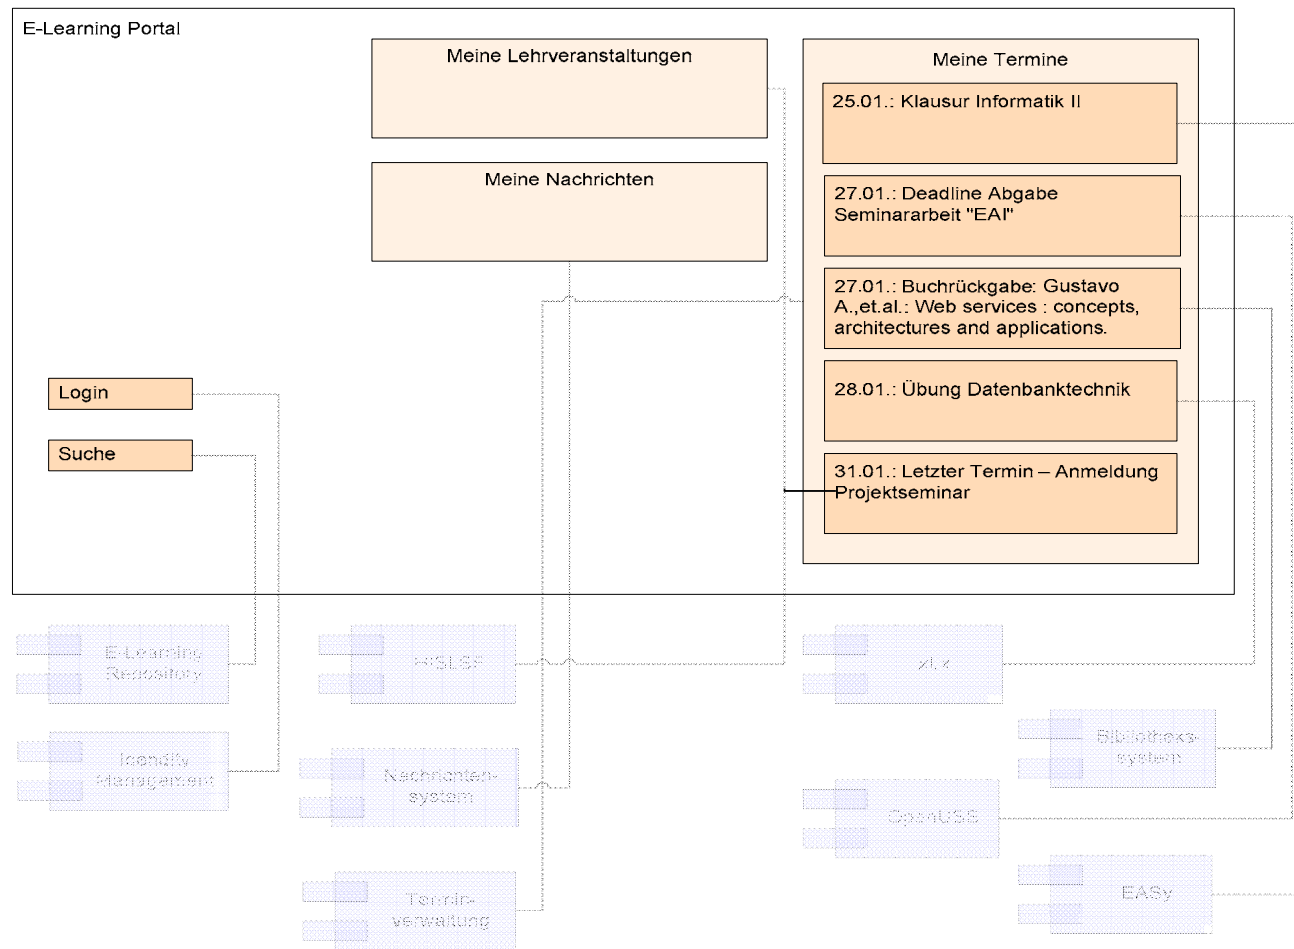 E-Learning Portal
Meine Lehrveranstaltungen
Meine Nachrichten
Meine Termine
25.01.: Klausur Informatik II
27.01.: Deadline Abgabe
Seminararbeit "EAI"
27.01.: Buchrückgabe: Gustavo
A.,et.al.: Web services : concepts,
architectures and applications.
28.01.: Übung Datenbanktechnik
31.01.: Letzter Termin – Anmeldung
Projektseminar
Login
Suche
E-Learning
Repository
HISLSF
Management
Nachrichten-
system
Termin-
verwaltung
Bibliotheks-
system
OpenUSS
EASy